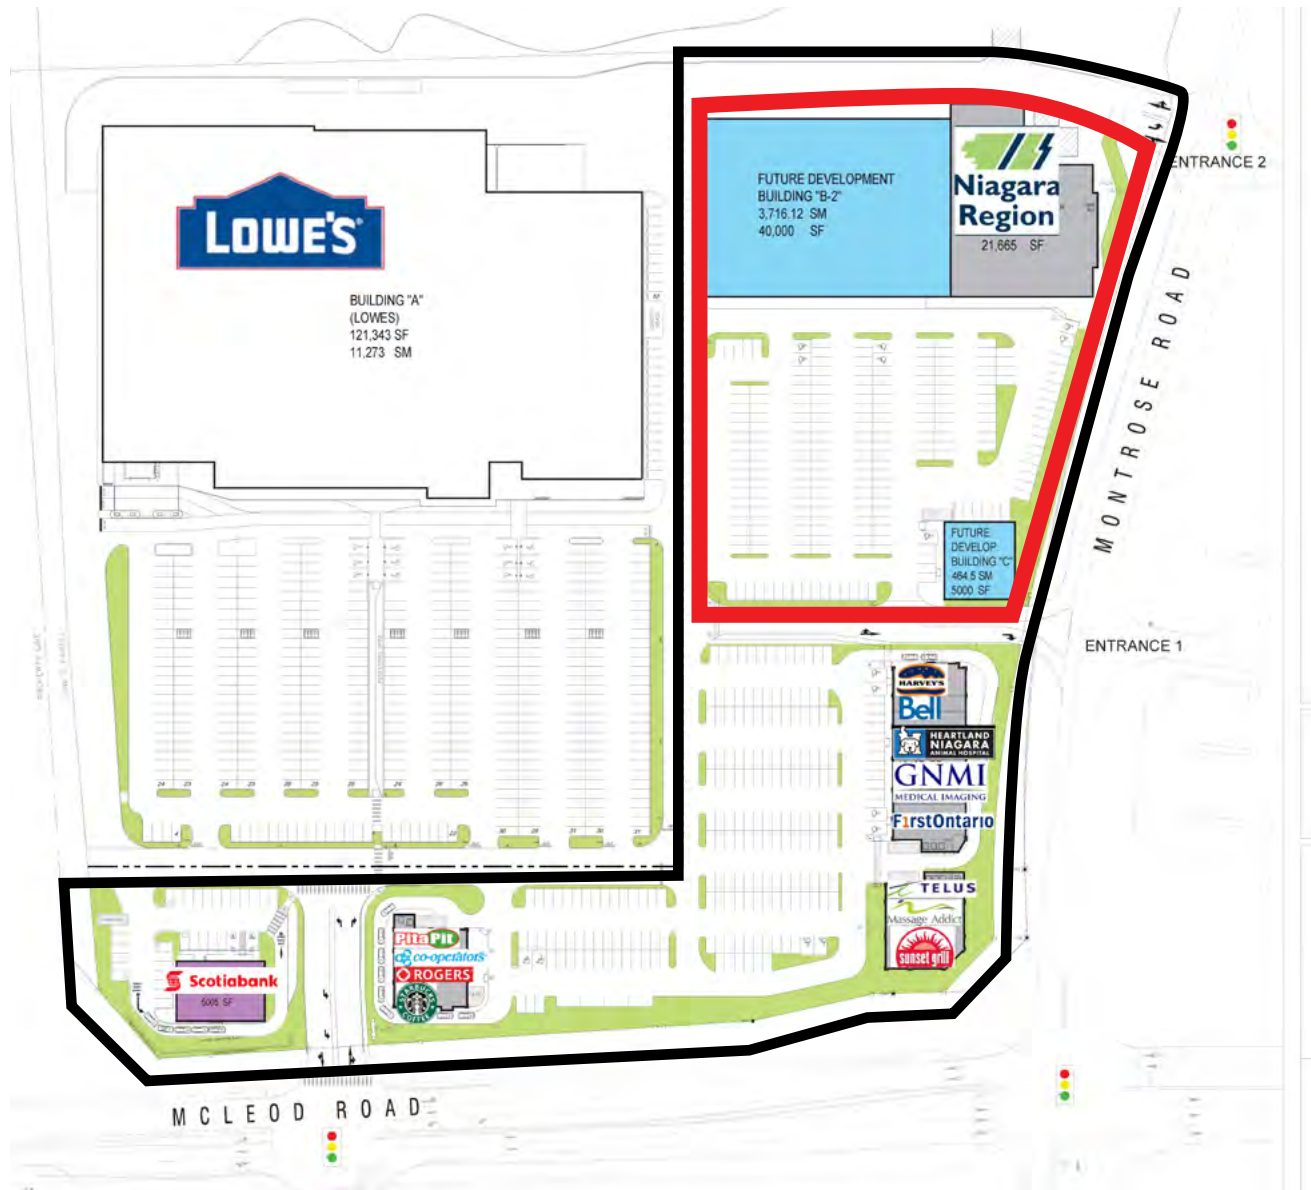 ENTRANCE 2
LOWE'S
BUILDING "A"
(LOWES)
121,343 SF
11,273 SM
FUTURE DEVELOPMENT
BUILDING "B-2"
3,716.12 SM
40,000 SF
Niagara
Region
21,665 SF
MONTROSE ROAD
FUTURE
DEVELOP.
BUILDING "C"
464.5 SM
5000 SF
ENTRANCE 1
HARVEY'S
Bell
HEARTLAND
NIAGARA
ANIMAL HOSPITAL
GNMI
MEDICAL IMAGING
FirstOntario
TELUS
Massage Addict
sunset grill
Scotiabank
5005 SF
PitaPit
co-operators
ROGERS
STARBUCKS
COFFEE
MCLEOD ROAD